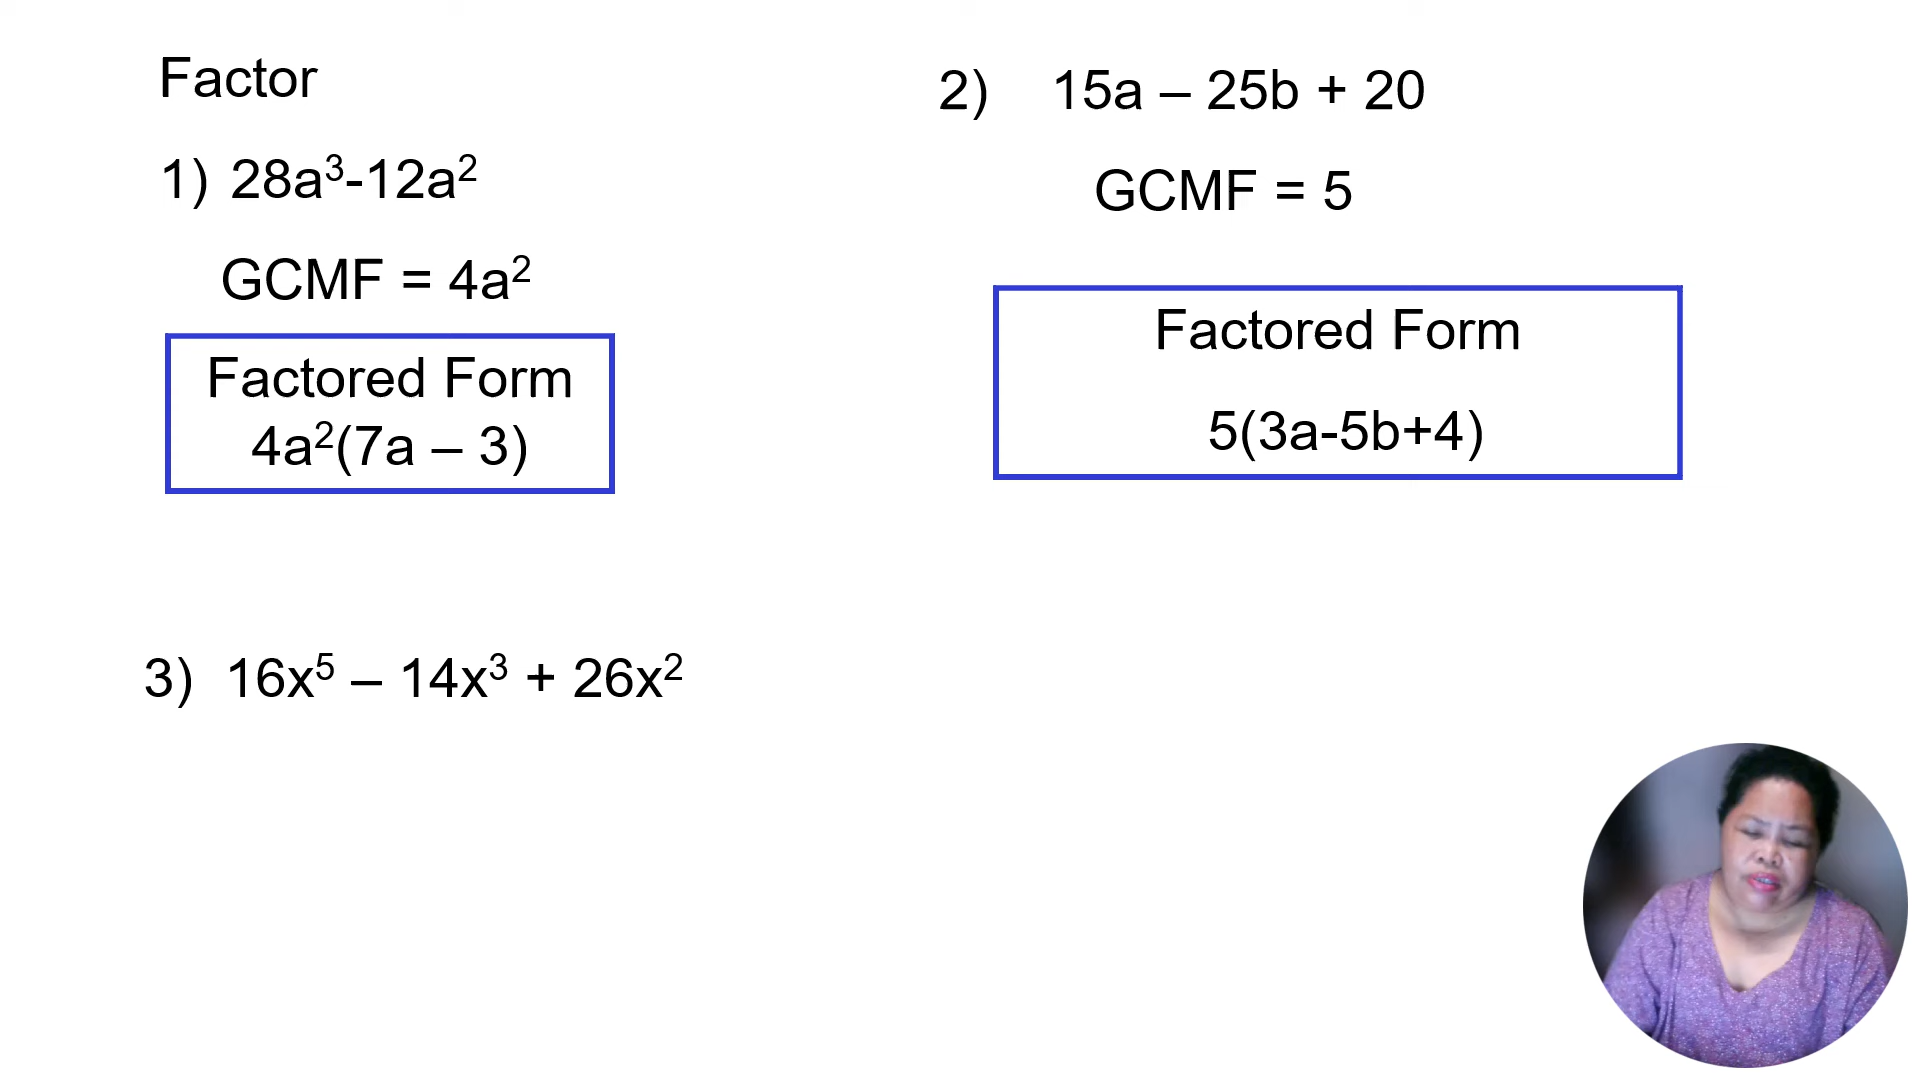 Factor
1) 28a³-12a²
GCMF = 4a²
Factored Form
4a²(7a – 3)
2) 15a – 25b + 20
GCMF = 5
Factored Form
5(3a-5b+4)
3) 16x⁵ – 14x³ + 26x²